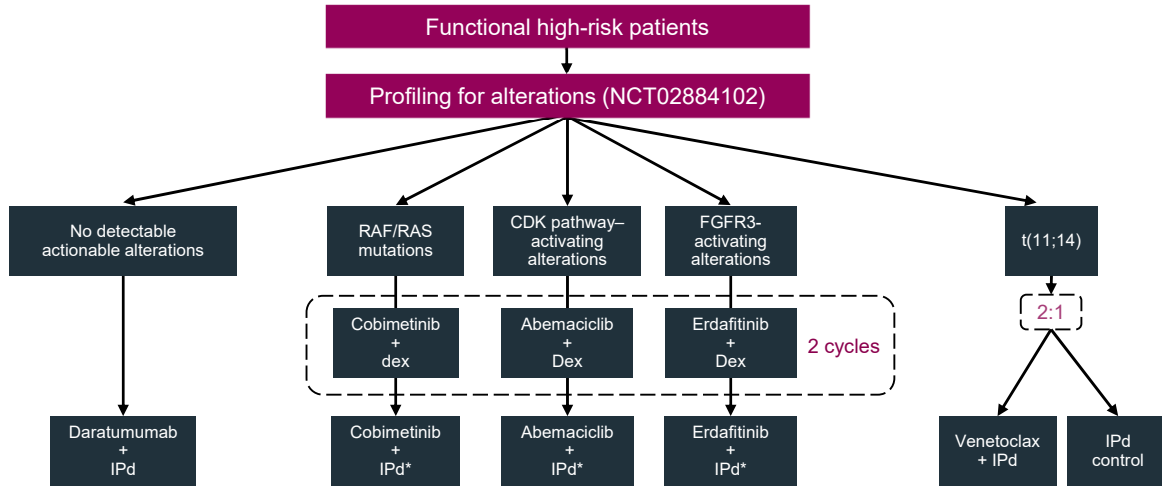 Functional high-risk patients
Profiling for alterations (NCT02884102)
No detectable
actionable alterations
RAF/RAS
mutations
CDK pathway–
activating
alterations
FGFR3-
activating
alterations
t(11;14)
Cobimetinib
+
dex
Abemaciclib
+
Dex
Erdafitinib
+
Dex
2 cycles
2:1
Daratumumab
+
IPd
Cobimetinib
+
IPd*
Abemaciclib
+
IPd*
Erdafitinib
+
IPd*
Venetoclax
+ IPd
IPd
control